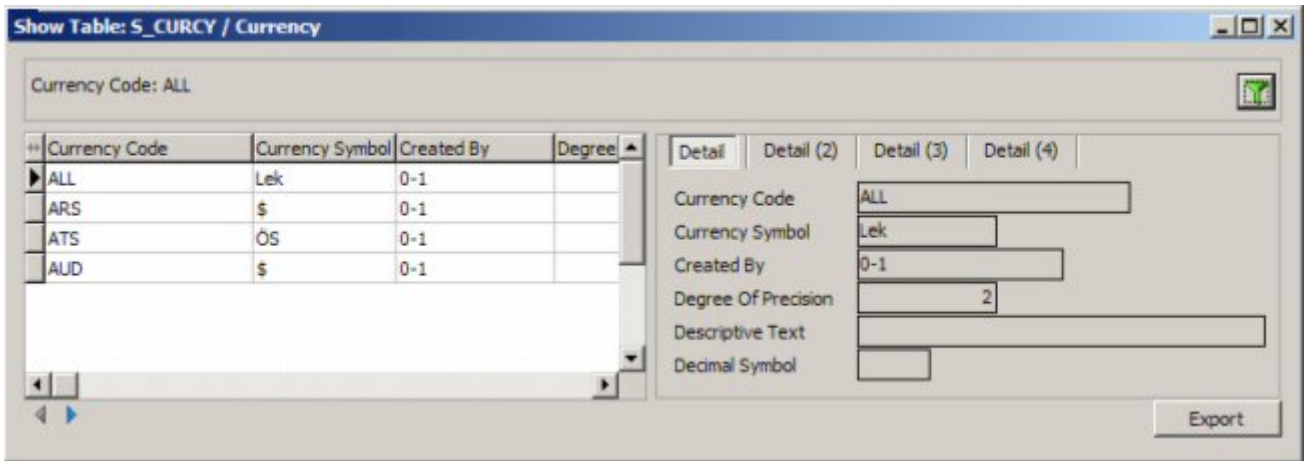 Show Table: S_CURCY / Currency
Currency Code: ALL
Currency Code Currency Symbol Created By Degree
ALL Lek 0-1
ARS $ 0-1
ATS ÖS 0-1
AUD $ 0-1
Detail Detail (2) Detail (3) Detail (4)
Currency Code ALL
Currency Symbol Lek
Created By 0-1
Degree Of Precision 2
Descriptive Text
Decimal Symbol
Export